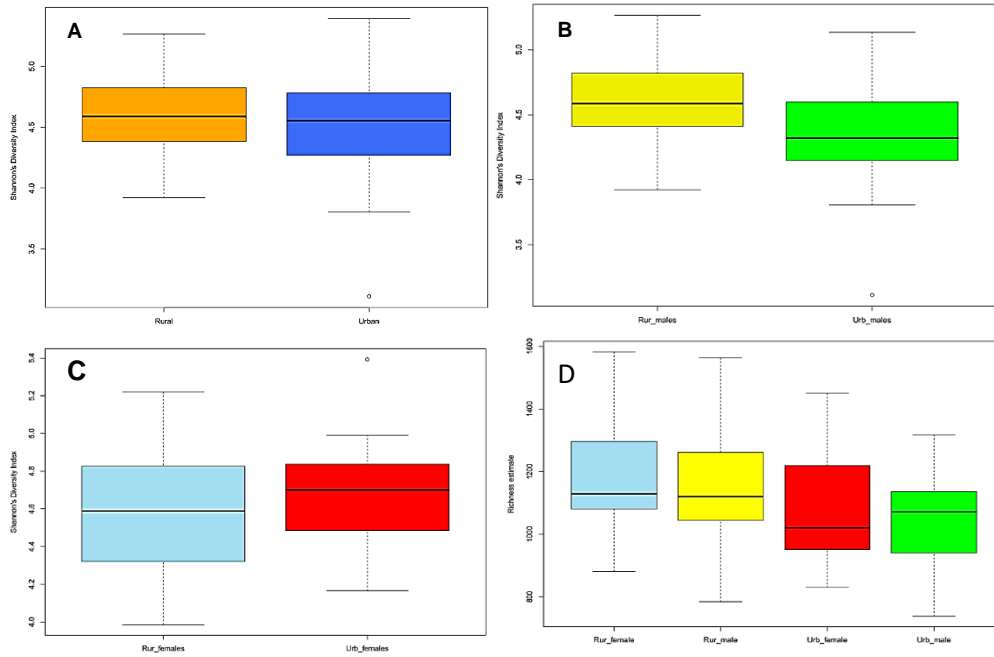 A
Shannon's Diversity Index
5.0
4.5
4.0
3.5
Rural
Urban
B
Shannon's Diversity Index
5.0
4.5
4.0
3.5
Rur_males
Urb_males
C
Shannon's Diversity Index
5.4
5.2
5.0
4.8
4.6
4.4
4.2
4.0
Rur_females
Urb_females
D
Richness estimate
1600
1400
1200
1000
800
Rur_female
Rur_male
Urb_female
Urb_male